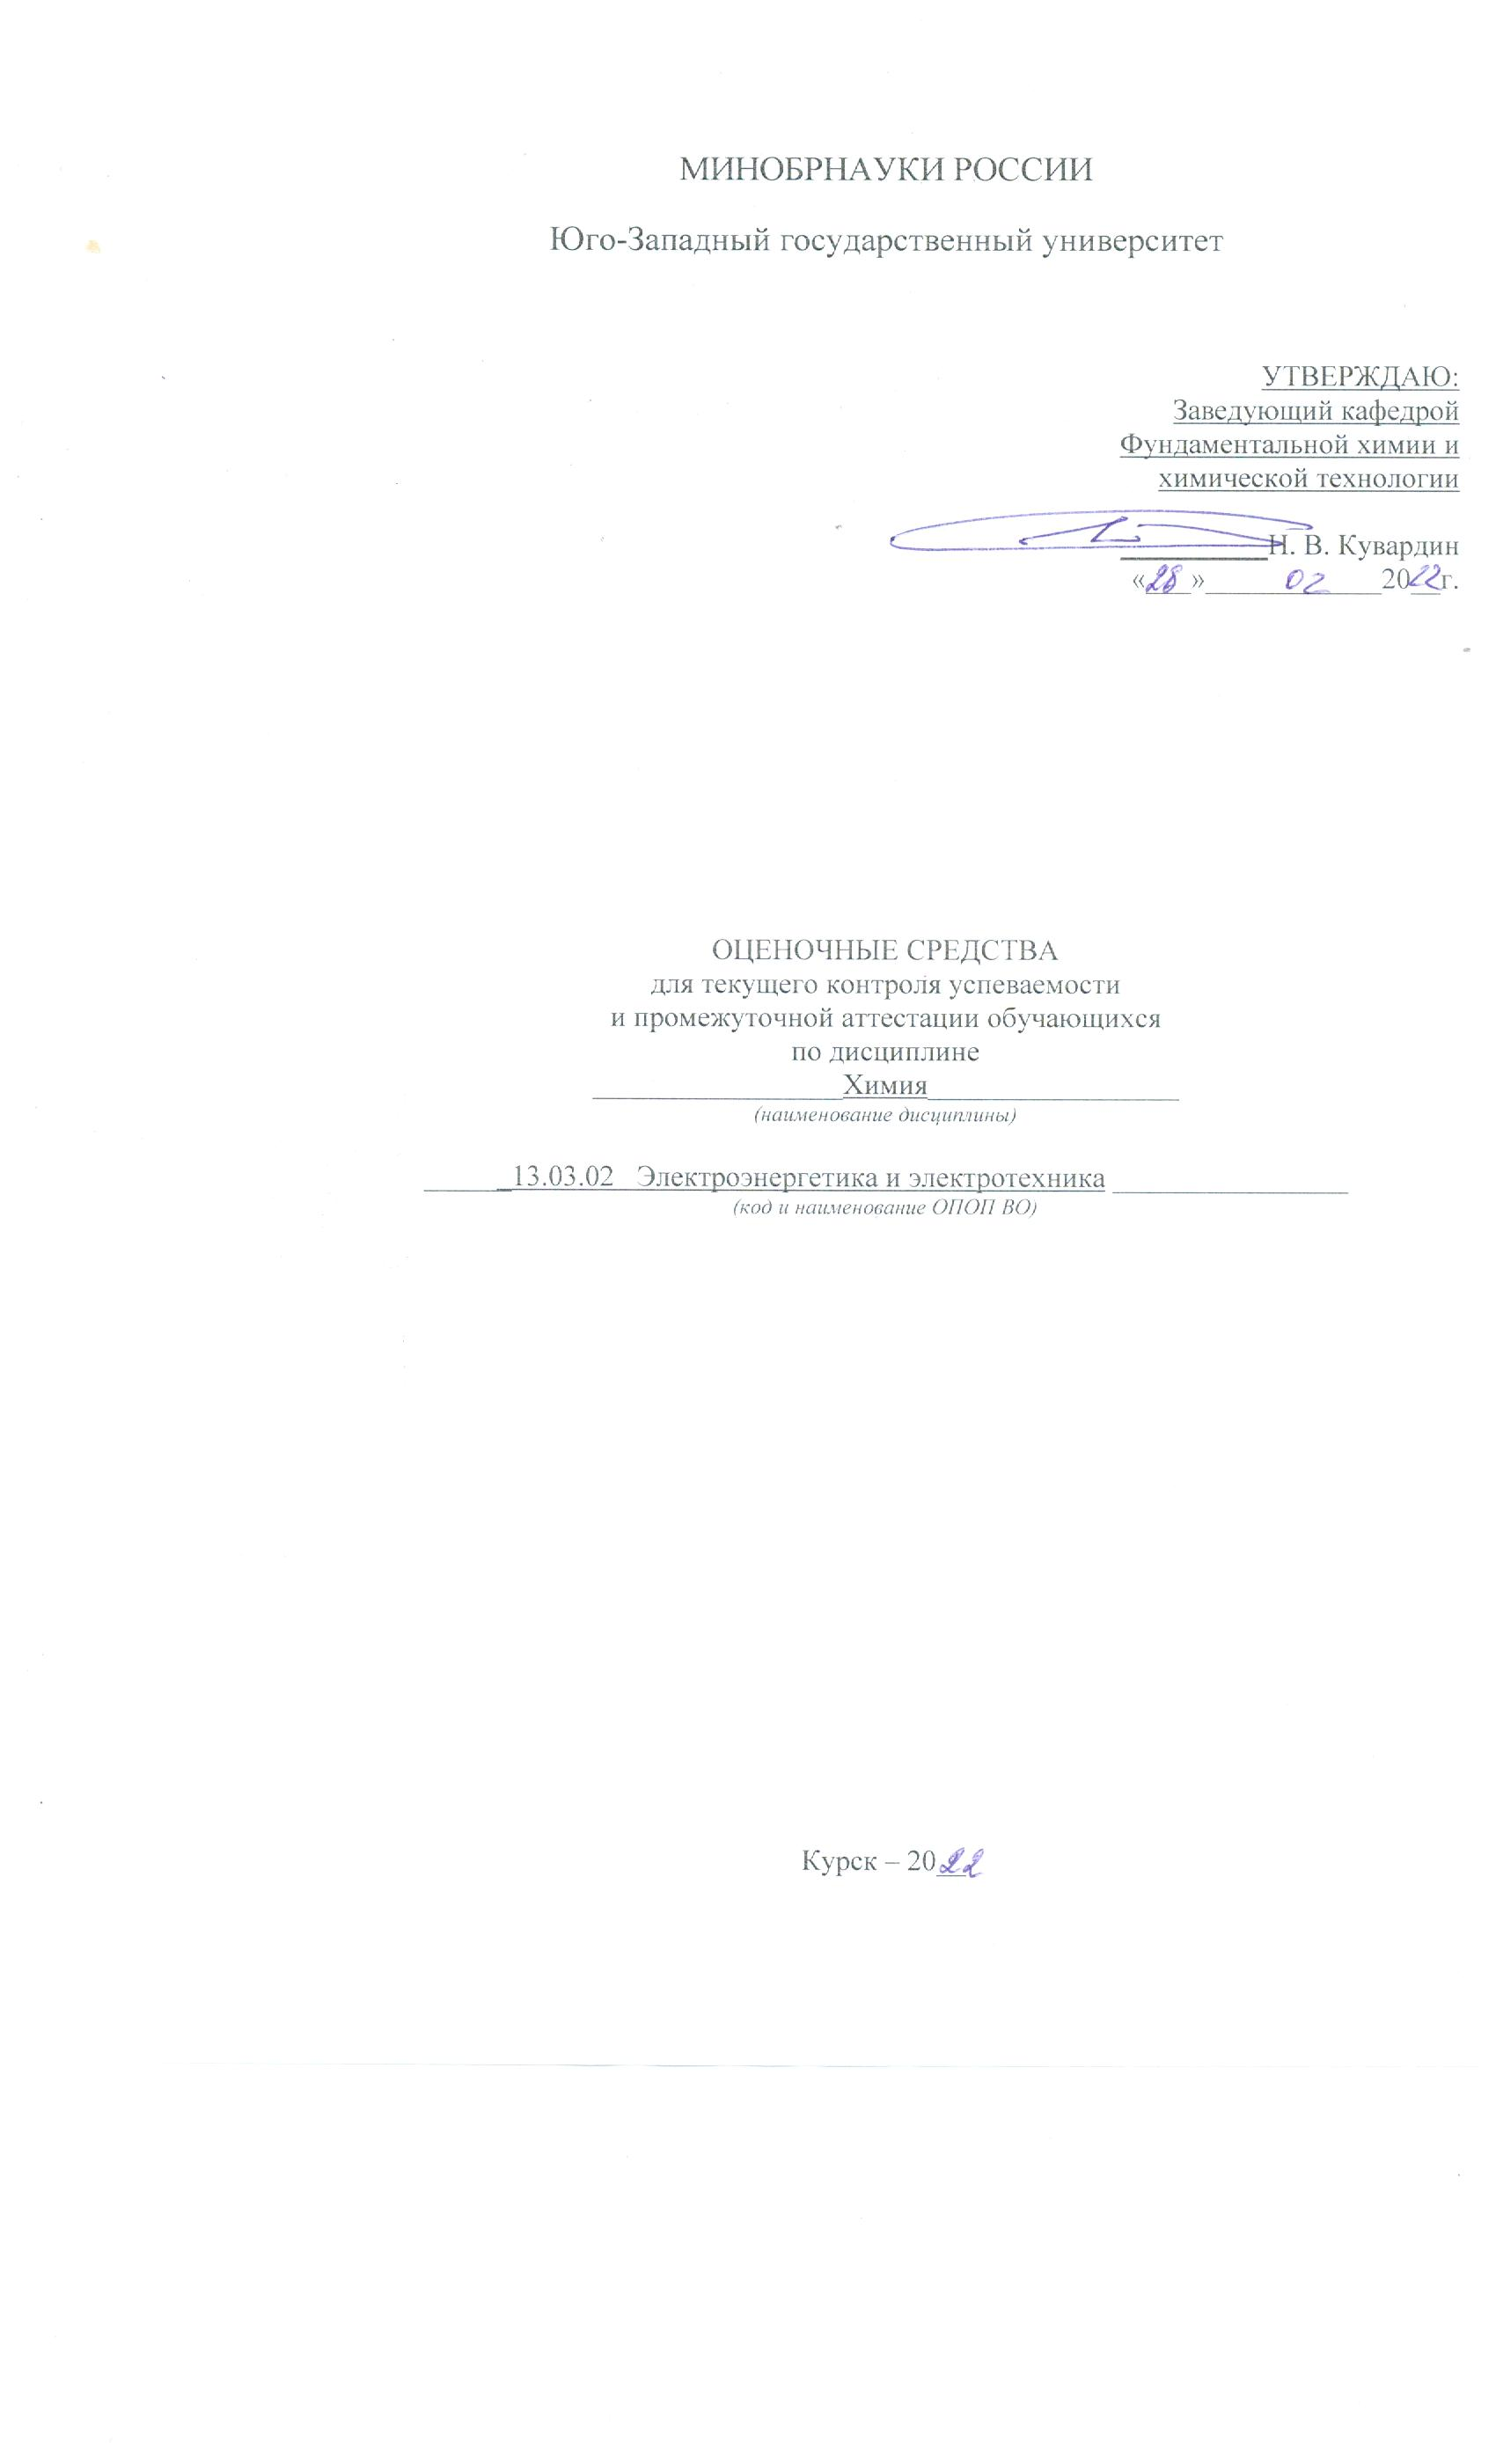 МИНОБРНАУКИ РОССИИ
Юго-Западный государственный университет
УТВЕРЖДАЮ:
Заведующий кафедрой
Фундаментальной химии и
химической технологии
____________Н. В. Кувардин
«28»____02____2022г.
ОЦЕНОЧНЫЕ СРЕДСТВА
для текущего контроля успеваемости
и промежуточной аттестации обучающихся
по дисциплине
Химия
(наименование дисциплины)
13.03.02 Электроэнергетика и электротехника
(код и наименование ОПОП ВО)
Курск – 2022